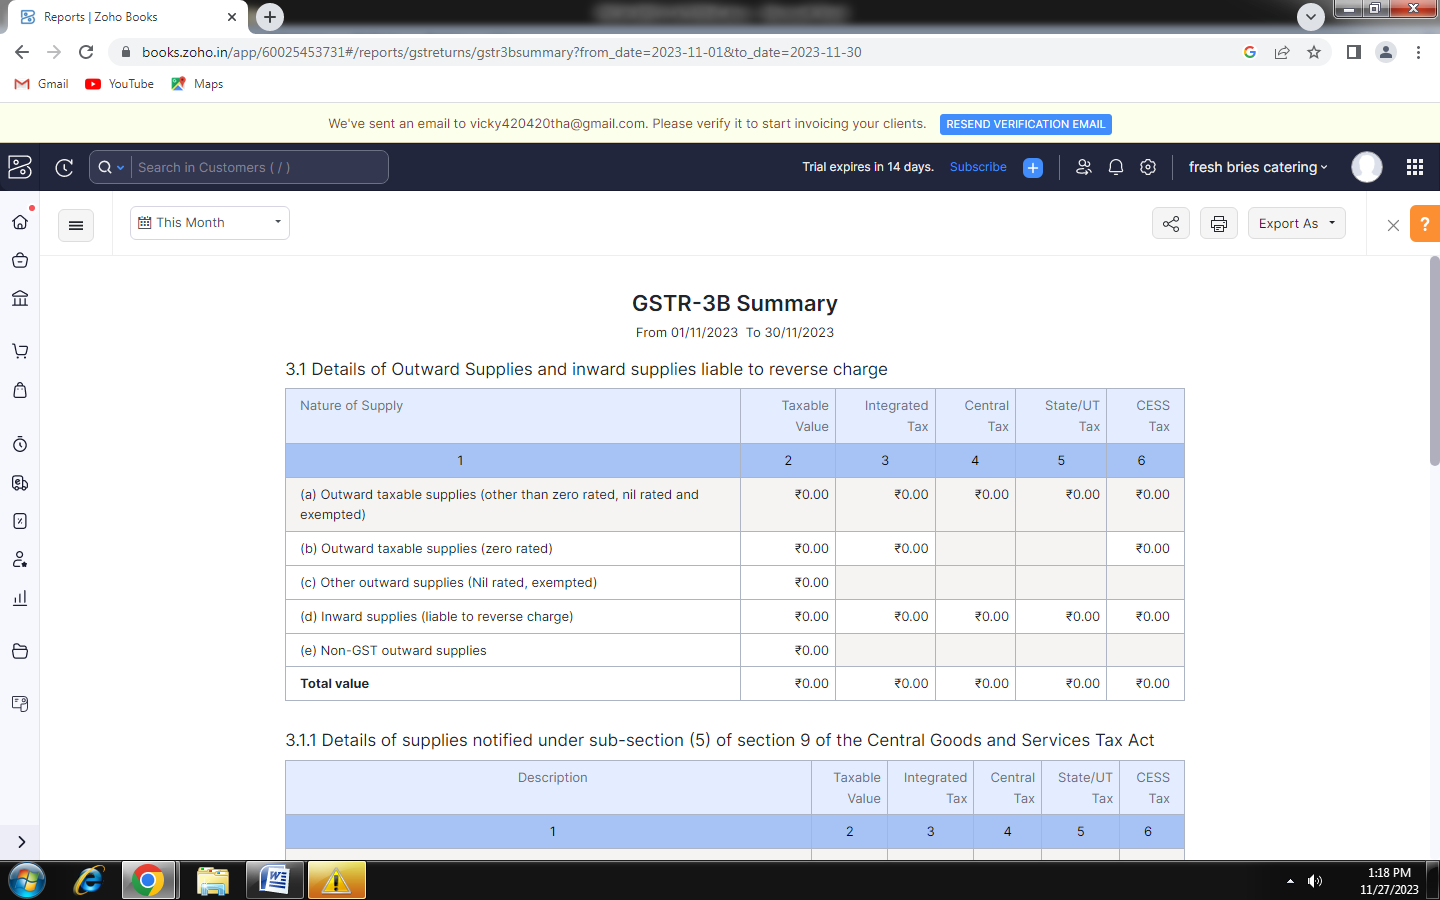 Reports | Zoho Books
books.zoho.in/app/60025453731#/reports/gstreturns/gstr3bsummary?from_date=2023-11-01&to_date=2023-11-30
Gmail YouTube Maps
We've sent an email to vicky420420tha@gmail.com. Please verify it to start invoicing your clients. RESEND VERIFICATION EMAIL
Search in Customers ( / ) Trial expires in 14 days. Subscribe fresh bries catering
This Month Export As ?
GSTR-3B Summary
From 01/11/2023 To 30/11/2023
3.1 Details of Outward Supplies and inward supplies liable to reverse charge
Nature of Supply Taxable Value Integrated Tax Central Tax State/UT Tax CESS Tax
1 2 3 4 5 6
(a) Outward taxable supplies (other than zero rated, nil rated and exempted) ₹0.00 ₹0.00 ₹0.00 ₹0.00 ₹0.00
(b) Outward taxable supplies (zero rated) ₹0.00 ₹0.00 ₹0.00
(c) Other outward supplies (Nil rated, exempted) ₹0.00
(d) Inward supplies (liable to reverse charge) ₹0.00 ₹0.00 ₹0.00 ₹0.00 ₹0.00
(e) Non-GST outward supplies ₹0.00
Total value ₹0.00 ₹0.00 ₹0.00 ₹0.00 ₹0.00
3.1.1 Details of supplies notified under sub-section (5) of section 9 of the Central Goods and Services Tax Act
Description Taxable Value Integrated Tax Central Tax State/UT Tax CESS Tax
1 2 3 4 5 6
1:18 PM
11/27/2023